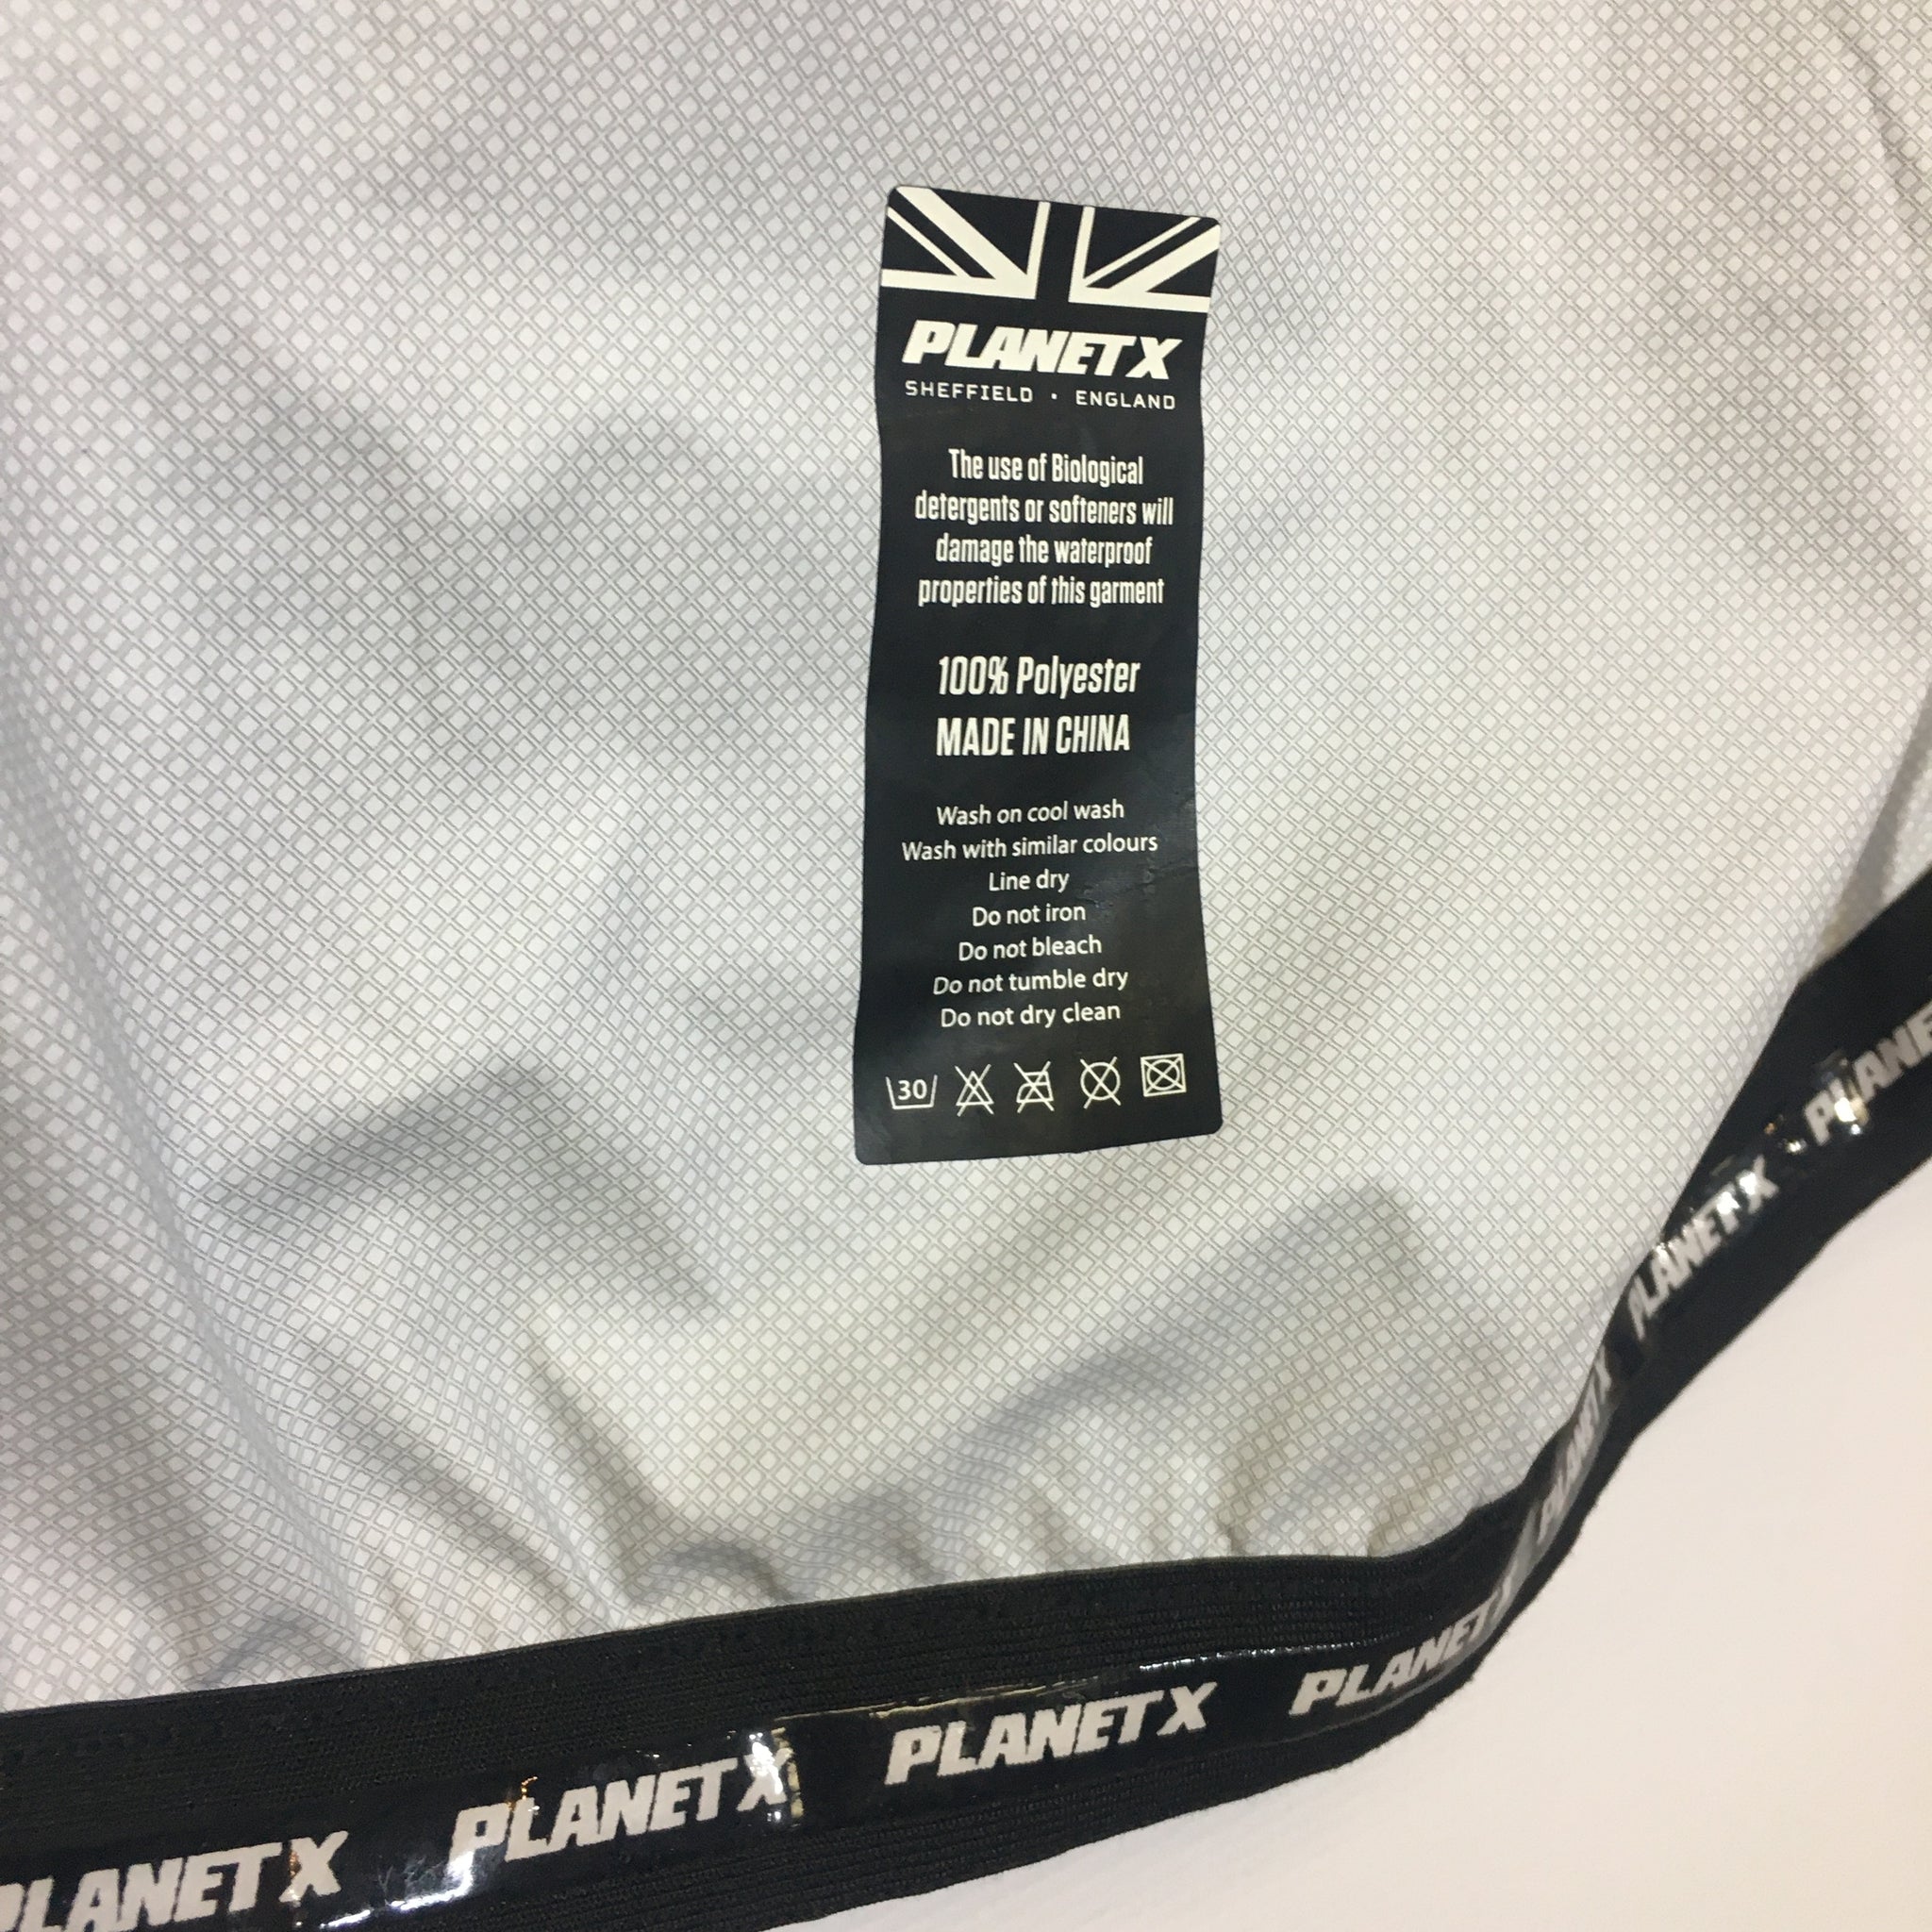 PLANET X
SHEFFIELD • ENGLAND
The use of Biological
detergents or softeners will
damage the waterproof
properties of this garment
100% Polyester
MADE IN CHINA
Wash on cool wash
Wash with similar colours
Line dry
Do not iron
Do not bleach
Do not tumble dry
Do not dry clean
30
PLANET X PLANET X PLANET X PLANET X PLANET X PLANET X PLANE